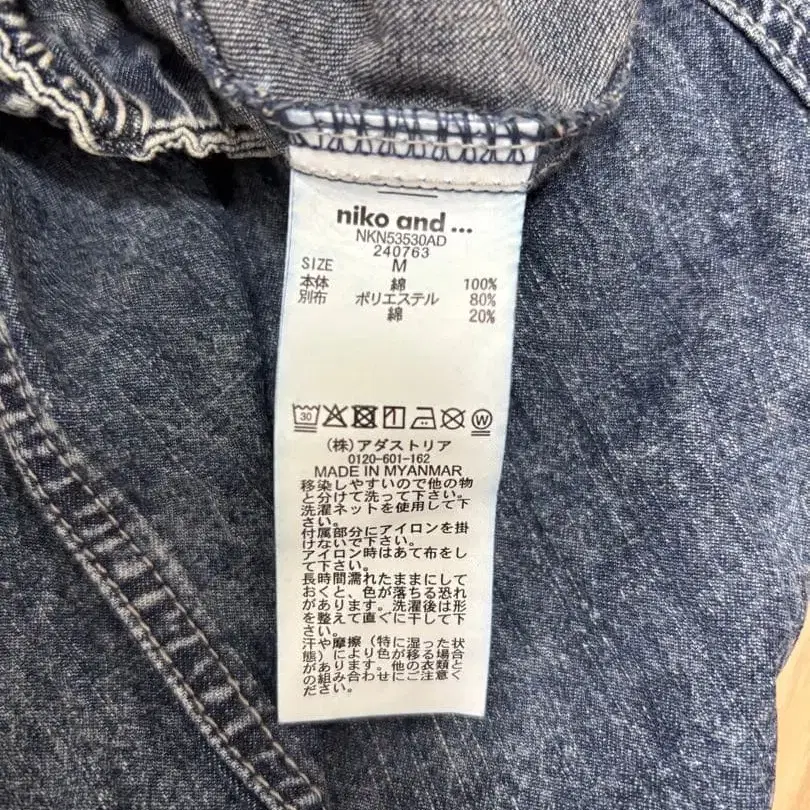 niko and ...
NKN53530AD
240763
SIZE M
本体 綿 100%
別布 ポリエステル 80%
綿 20%
30 W
(株)アダストリア
0120-601-162
MADE IN MYANMAR
移染しやすいので他の物
と分けて洗って下さい。
洗濯ネットを使用して下
さい。
付属部分にアイロンを掛
けないで下さい。
アイロン時はあて布をし
て下さい。
長時間濡れたままにして
おくと、色が落ちる恐れ
があります。洗濯後は形
を整えて直ぐに干して下
さい。
汗や摩擦(特に湿った状
態)により色が移る場合
があります。他の衣類と
の組み合わせにご注意く
ださい。